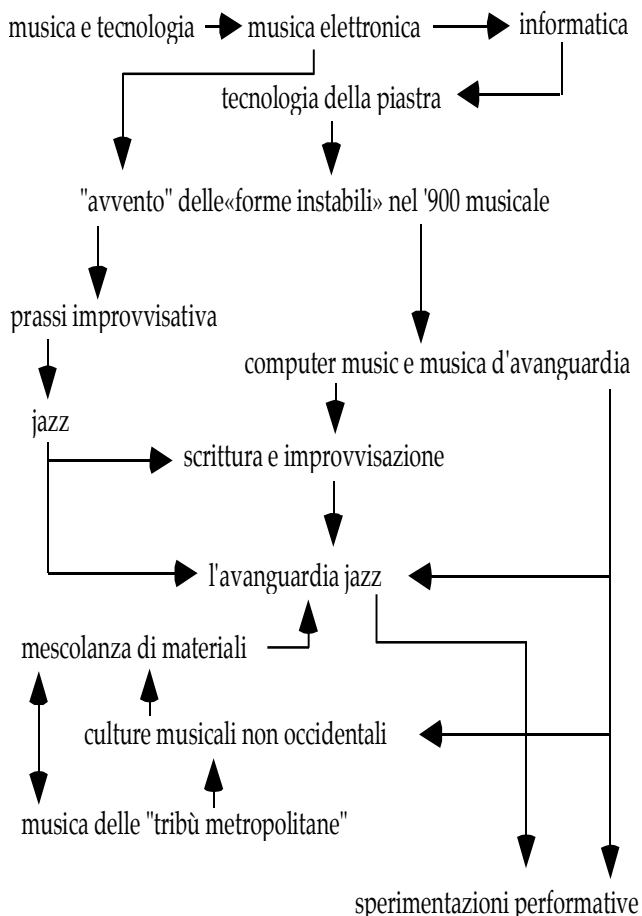 musica e tecnologia musica elettronica informatica
tecnologia della piastra
"avvento" delle«forme instabili» nel '900 musicale
prassi improvvisativa
computer music e musica d'avanguardia
jazz
scrittura e improvvisazione
l'avanguardia jazz
mescolanza di materiali
culture musicali non occidentali
musica delle "tribù metropolitane"
sperimentazioni performative